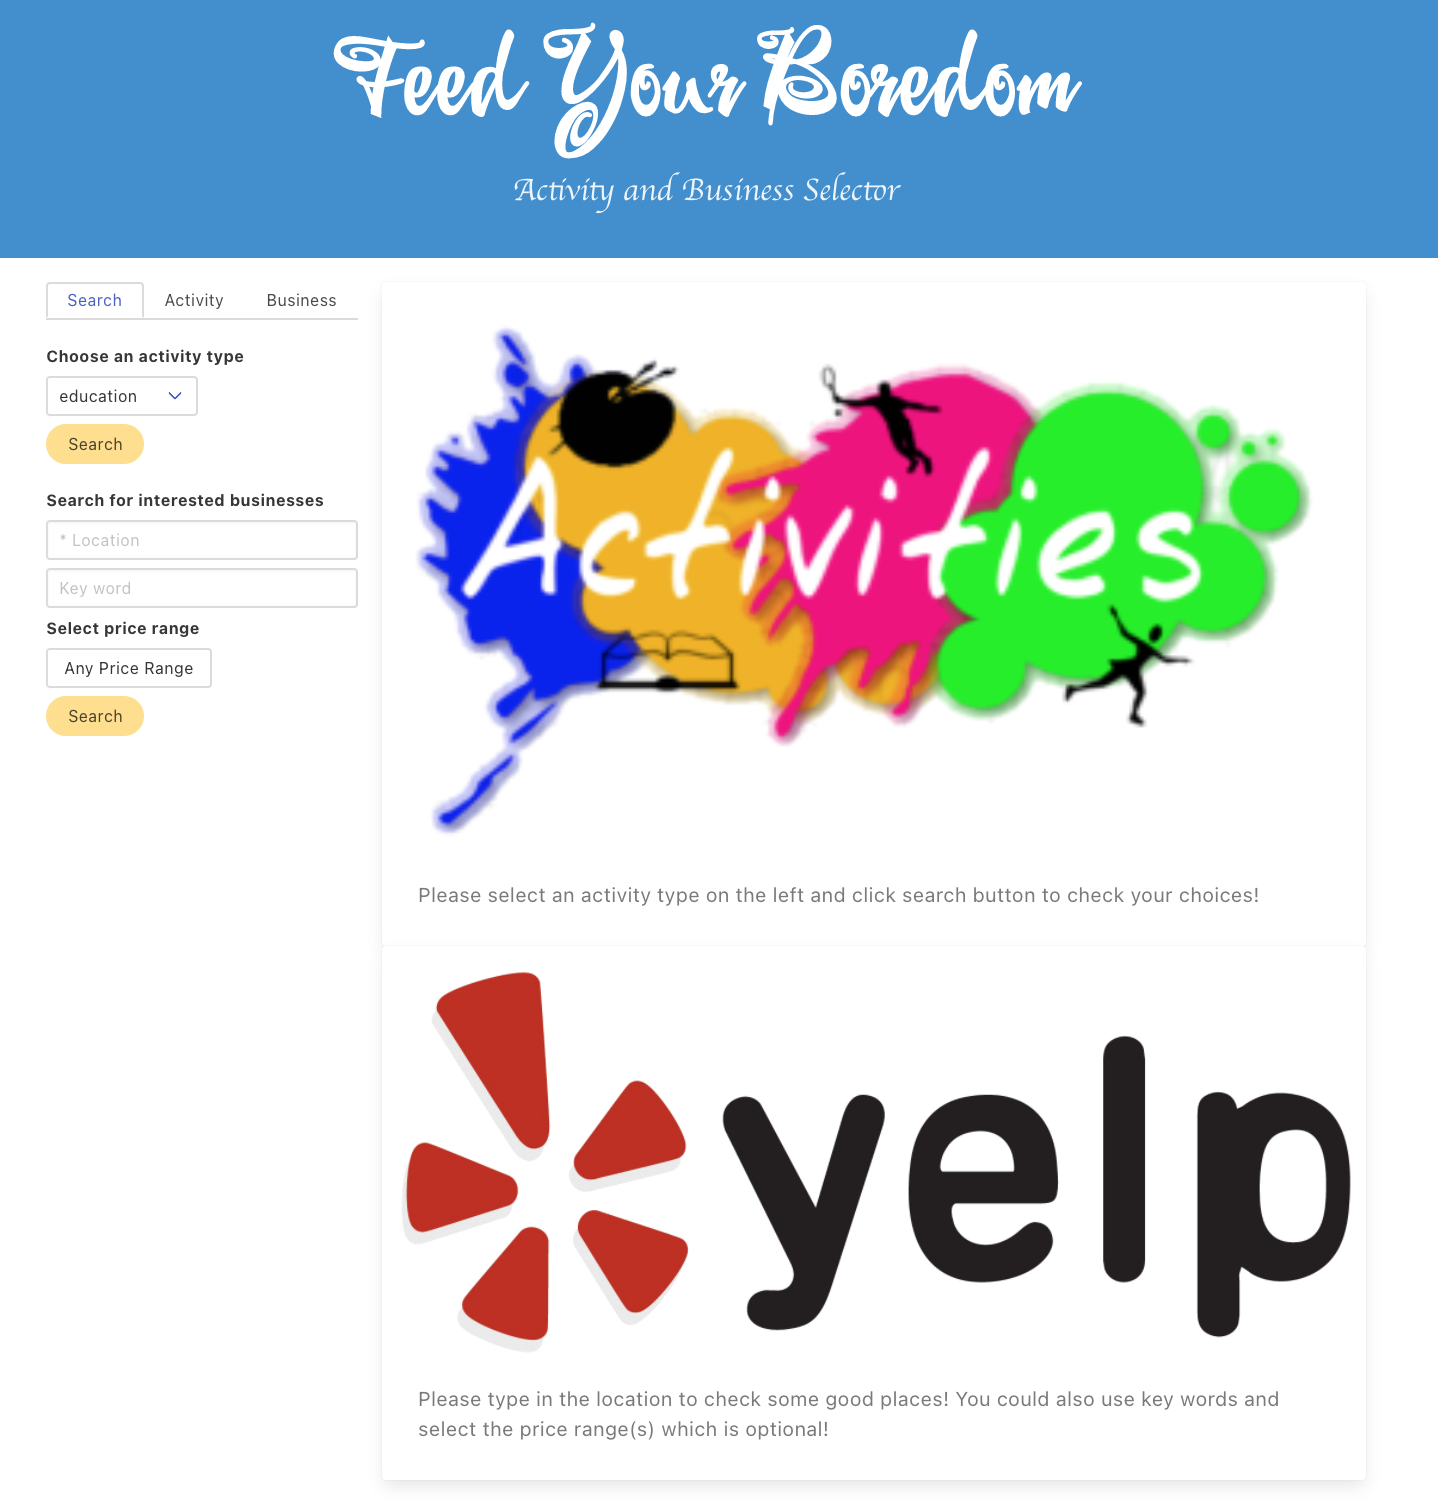 Feed Your Boredom
Activity and Business Selector
Search Activity Business
Choose an activity type
education
Search
Search for interested businesses
* Location
Key word
Select price range
Any Price Range
Search
Activities
Please select an activity type on the left and click search button to check your choices!
yelp
Please type in the location to check some good places! You could also use key words and
select the price range(s) which is optional!